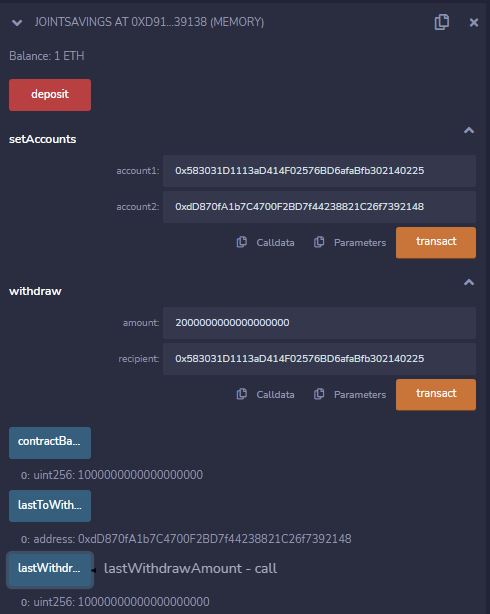 JOINTSAVINGS AT 0XD91...39138 (MEMORY)
Balance: 1 ETH
deposit
setAccounts
account1: 0x583031D1113aD414F02576BD6afaBfb302140225
account2: 0xdD870fA1b7C4700F2BD7f44238821C26f7392148
Calldata Parameters transact
withdraw
amount: 2000000000000000000
recipient: 0x583031D1113aD414F02576BD6afaBfb302140225
Calldata Parameters transact
contractBa...
0: uint256: 1000000000000000000
lastToWith...
0: address: 0xdD870fA1b7C4700F2BD7f44238821C26f7392148
lastWithdr... lastWithdrawAmount - call
0: uint256: 1000000000000000000